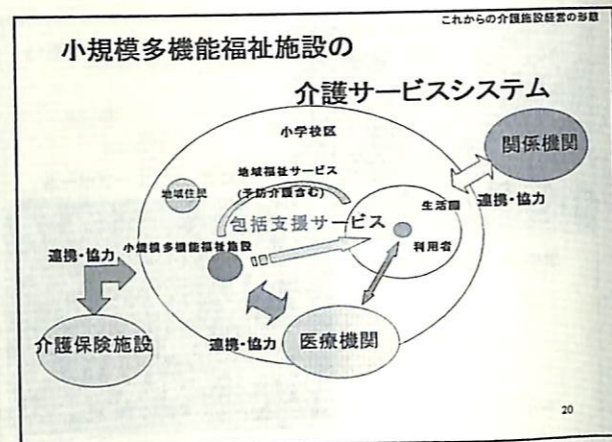 これからの介護施設経営の形態
小規模多機能福祉施設の
介護サービスシステム
小学校区
関係機関
地域福祉サービス
(予防介護含む)
地域住民
生活圏
連携・協力
包括支援サービス
利用者
小規模多機能福祉施設
連携・協力
介護保険施設
連携・協力
医療機関
20